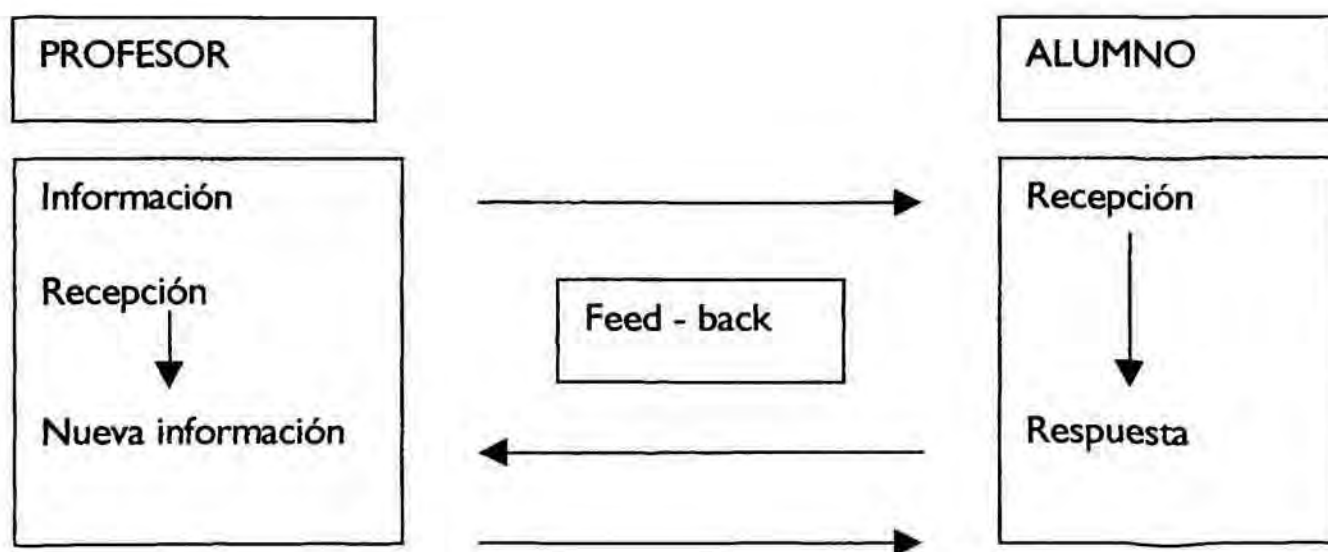 PROFESOR
ALUMNO
Información
Recepción
Recepción
Feed - back
Nueva información
Respuesta